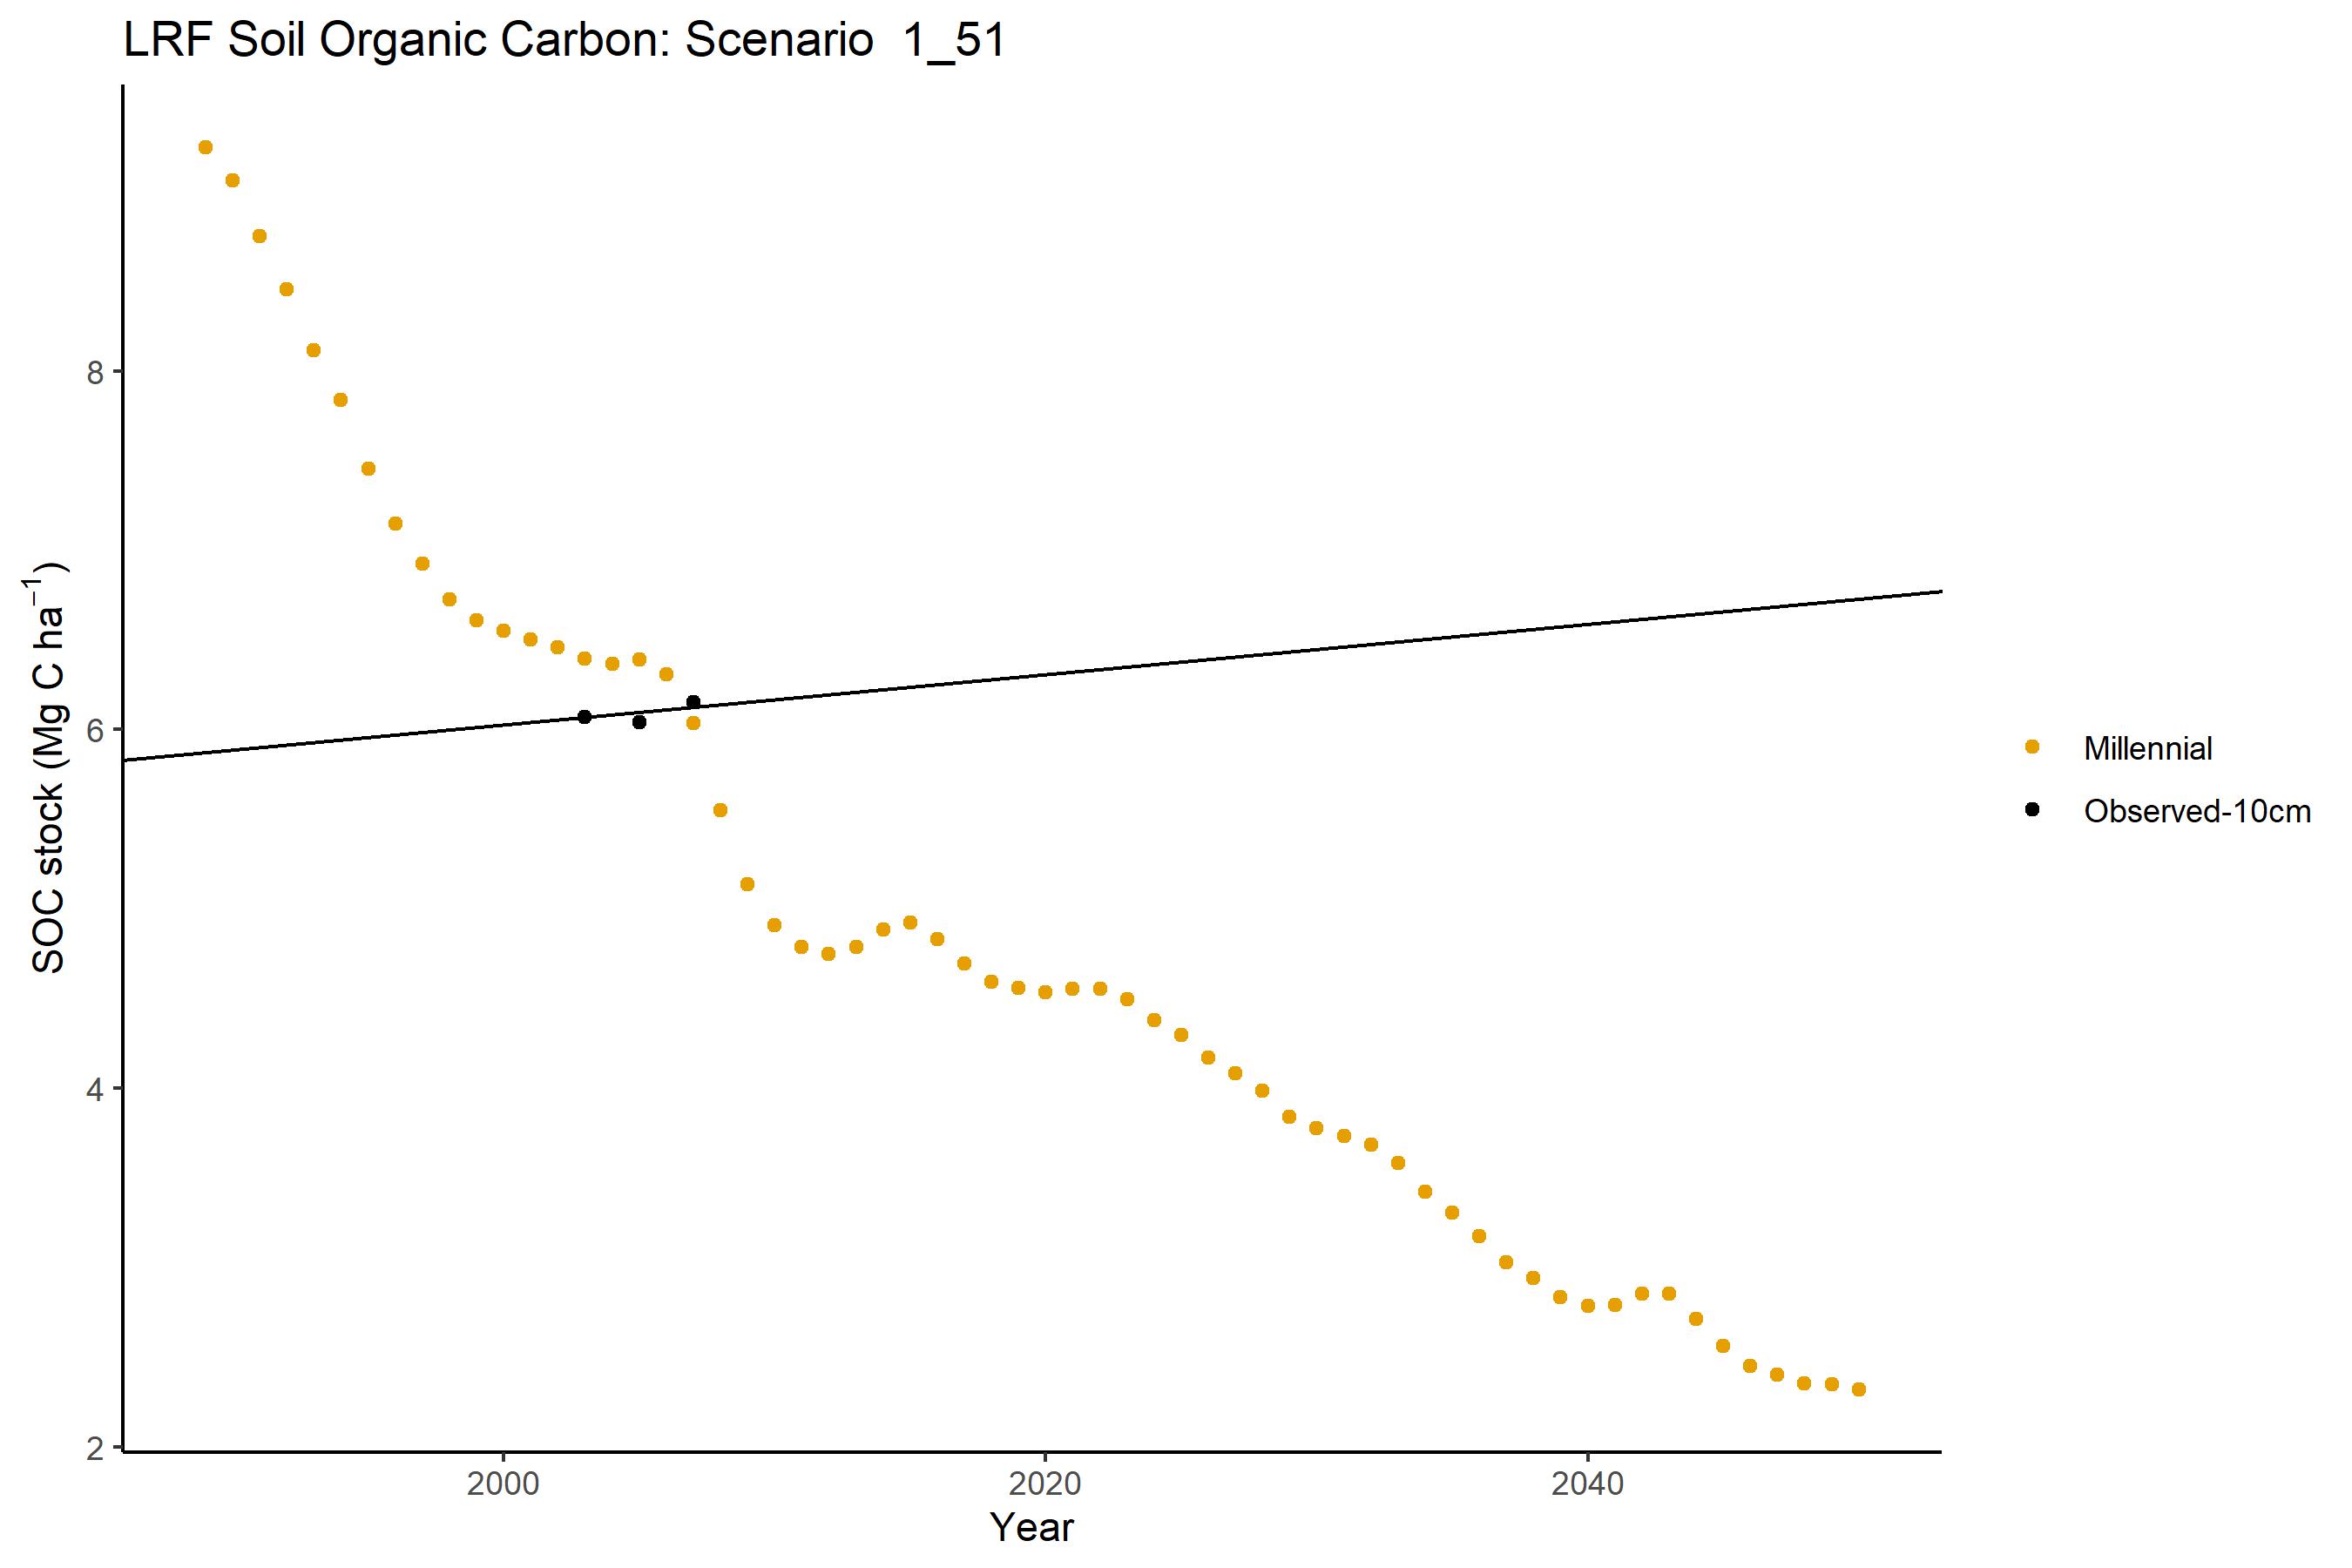 LRF Soil Organic Carbon: Scenario  1_51
SOC stock (Mg C ha⁻¹)
8
6
4
2
2000
2020
2040
Year
Millennial
Observed-10cm